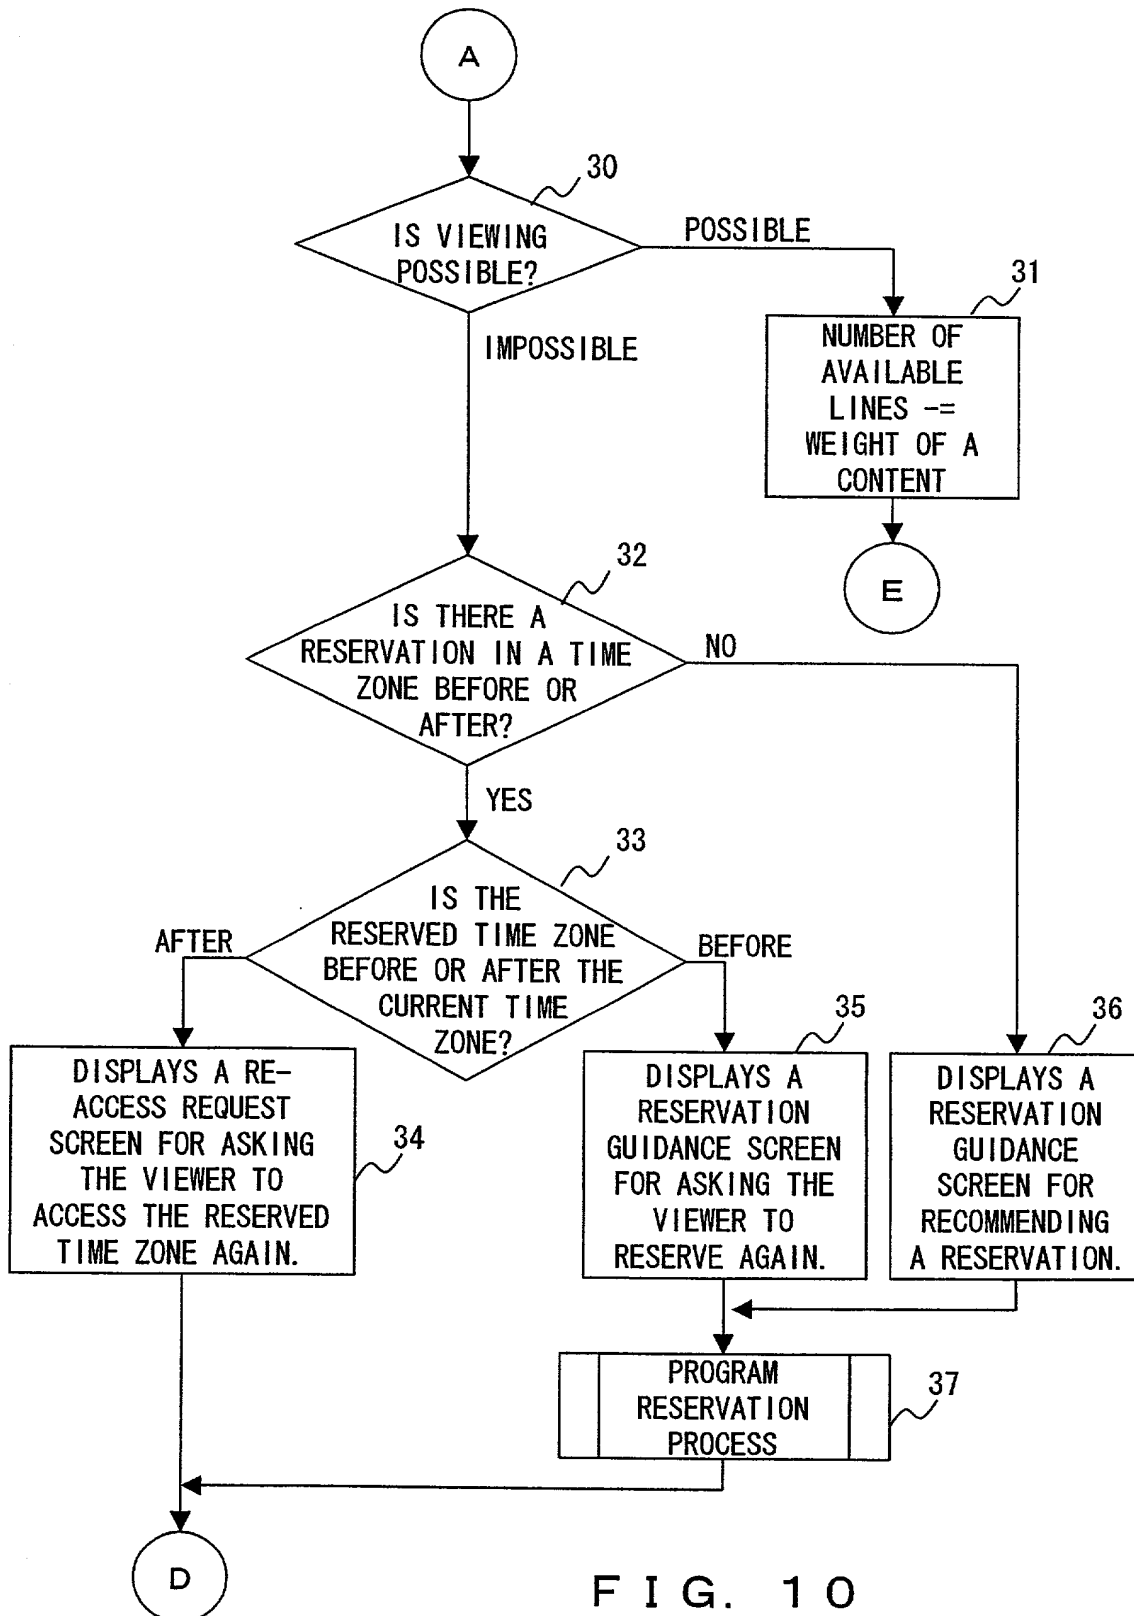 A
30
IS VIEWING
POSSIBLE?
POSSIBLE
31
NUMBER OF
AVAILABLE
LINES -=
WEIGHT OF A
CONTENT
IMPOSSIBLE
E
32
IS THERE A
RESERVATION IN A TIME
ZONE BEFORE OR
AFTER?
NO
YES
33
IS THE
RESERVED TIME ZONE
BEFORE OR AFTER THE
CURRENT TIME
ZONE?
AFTER
BEFORE
34
DISPLAYS A RE-
ACCESS REQUEST
SCREEN FOR ASKING
THE VIEWER TO
ACCESS THE RESERVED
TIME ZONE AGAIN.
35
DISPLAYS A
RESERVATION
GUIDANCE SCREEN
FOR ASKING THE
VIEWER TO
RESERVE AGAIN.
36
DISPLAYS A
RESERVATION
GUIDANCE
SCREEN FOR
RECOMMENDING
A RESERVATION.
PROGRAM
RESERVATION
PROCESS
37
D
FIG. 10